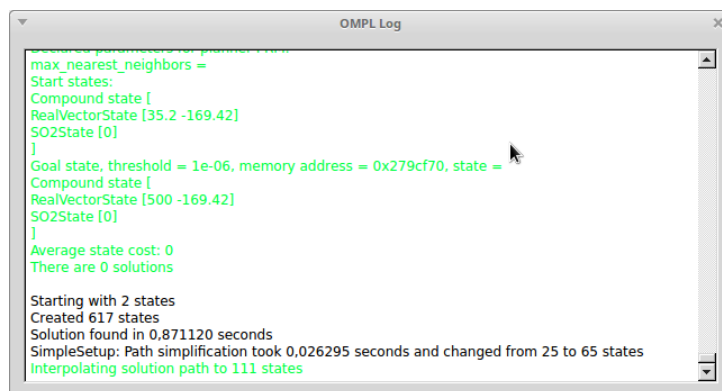 OMPL Log
max_nearest_neighbors =
Start states:
Compound state [
RealVectorState [35.2 -169.42]
SO2State [0]
]
Goal state, threshold = 1e-06, memory address = 0x279cf70, state =
Compound state [
RealVectorState [500 -169.42]
SO2State [0]
]
Average state cost: 0
There are 0 solutions
Starting with 2 states
Created 617 states
Solution found in 0,871120 seconds
SimpleSetup: Path simplification took 0,026295 seconds and changed from 25 to 65 states
Interpolating solution path to 111 states